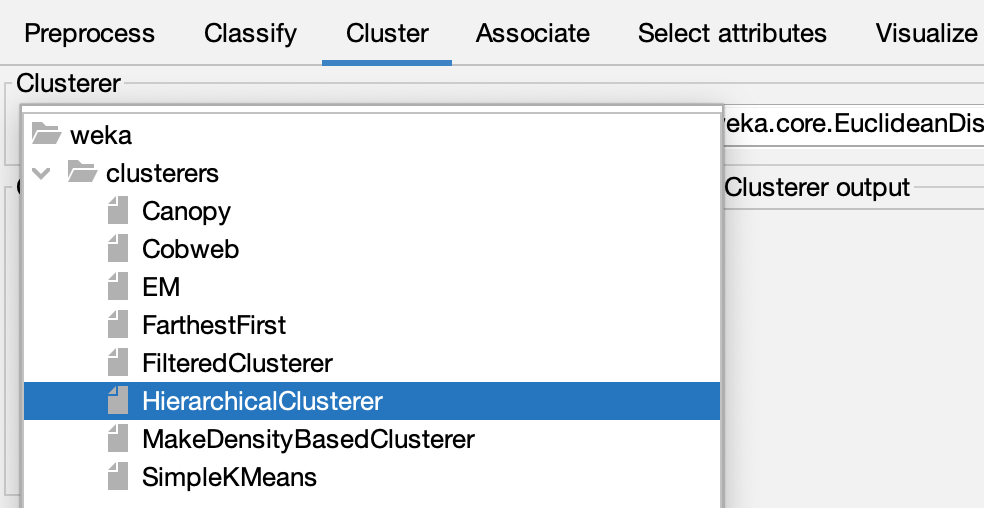 Preprocess Classify Cluster Associate Select attributes Visualize
Clusterer
weka
clusterers
Canopy
Cobweb
EM
FarthestFirst
FilteredClusterer
HierarchicalClusterer
MakeDensityBasedClusterer
SimpleKMeans
weka.core.EuclideanDis
Clusterer output